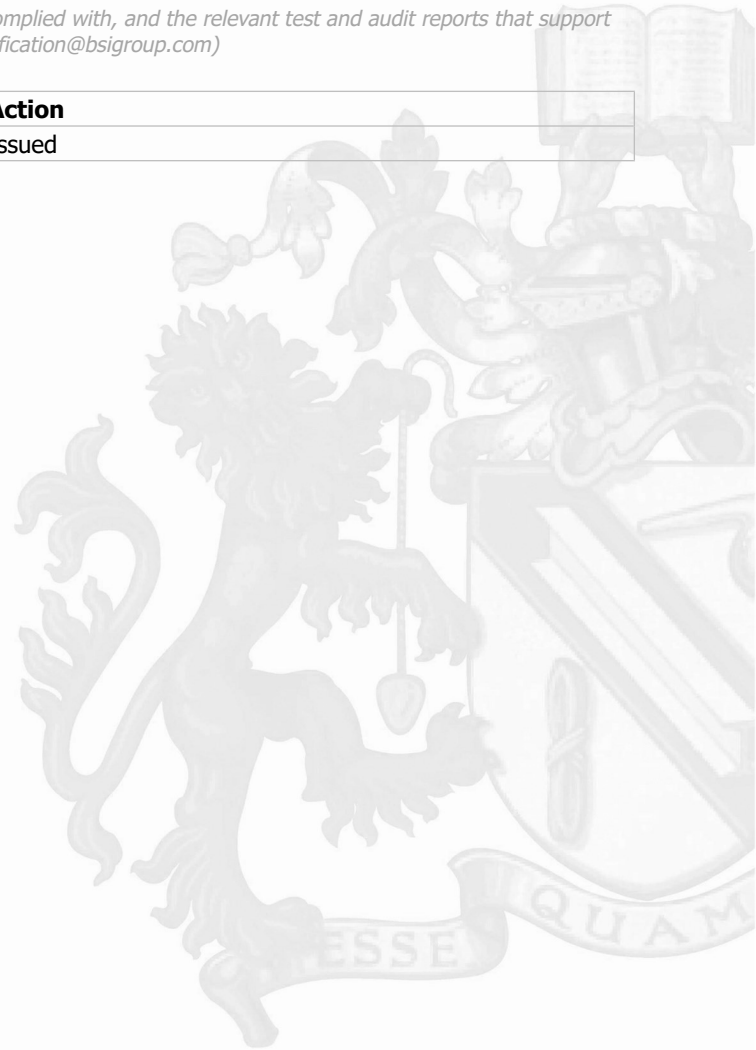 omplied with, and the relevant test and audit reports that support
fication@bsigroup.com)
Action
ssued
ESSE
QUAM